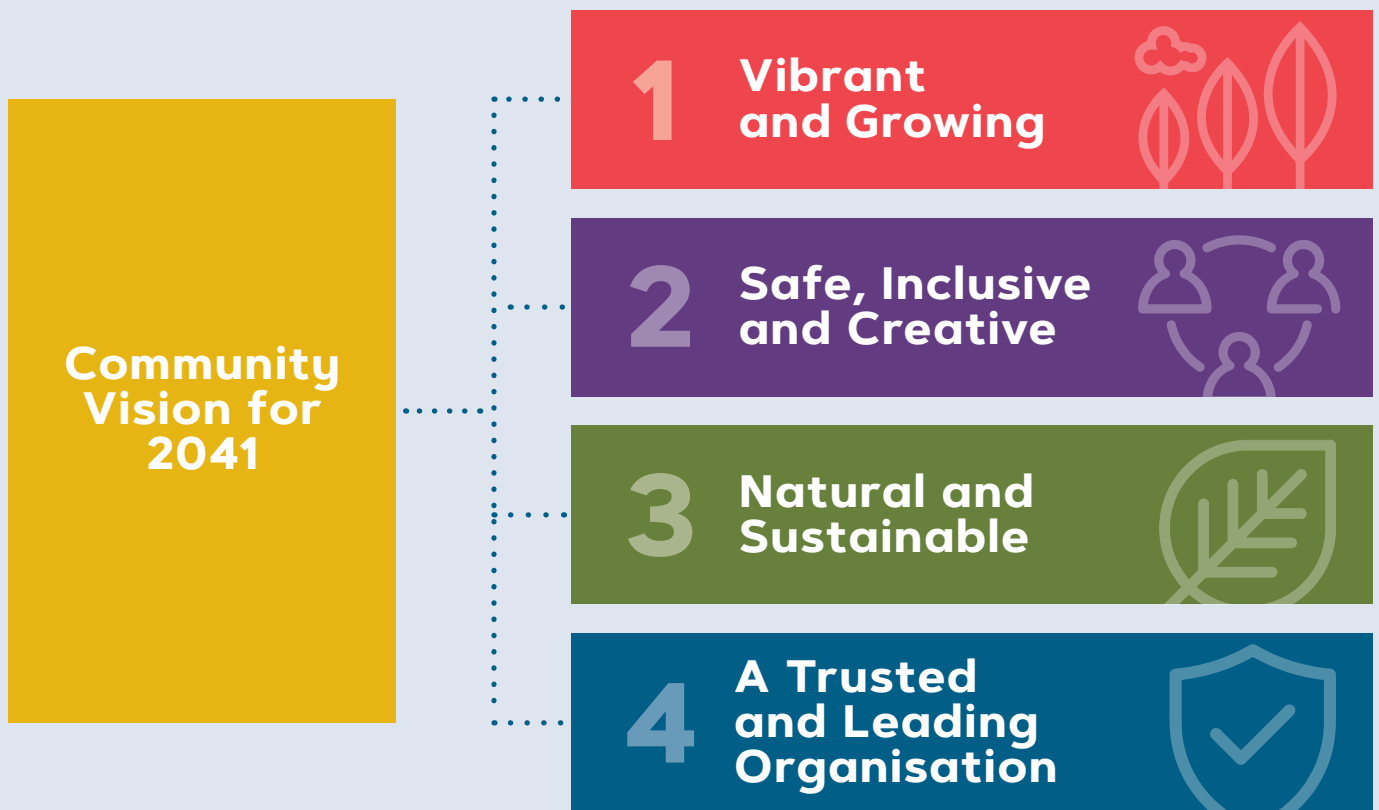 Community
Vision for
2041
1
Vibrant
and Growing
2
Safe, Inclusive
and Creative
3
Natural and
Sustainable
4
A Trusted
and Leading
Organisation